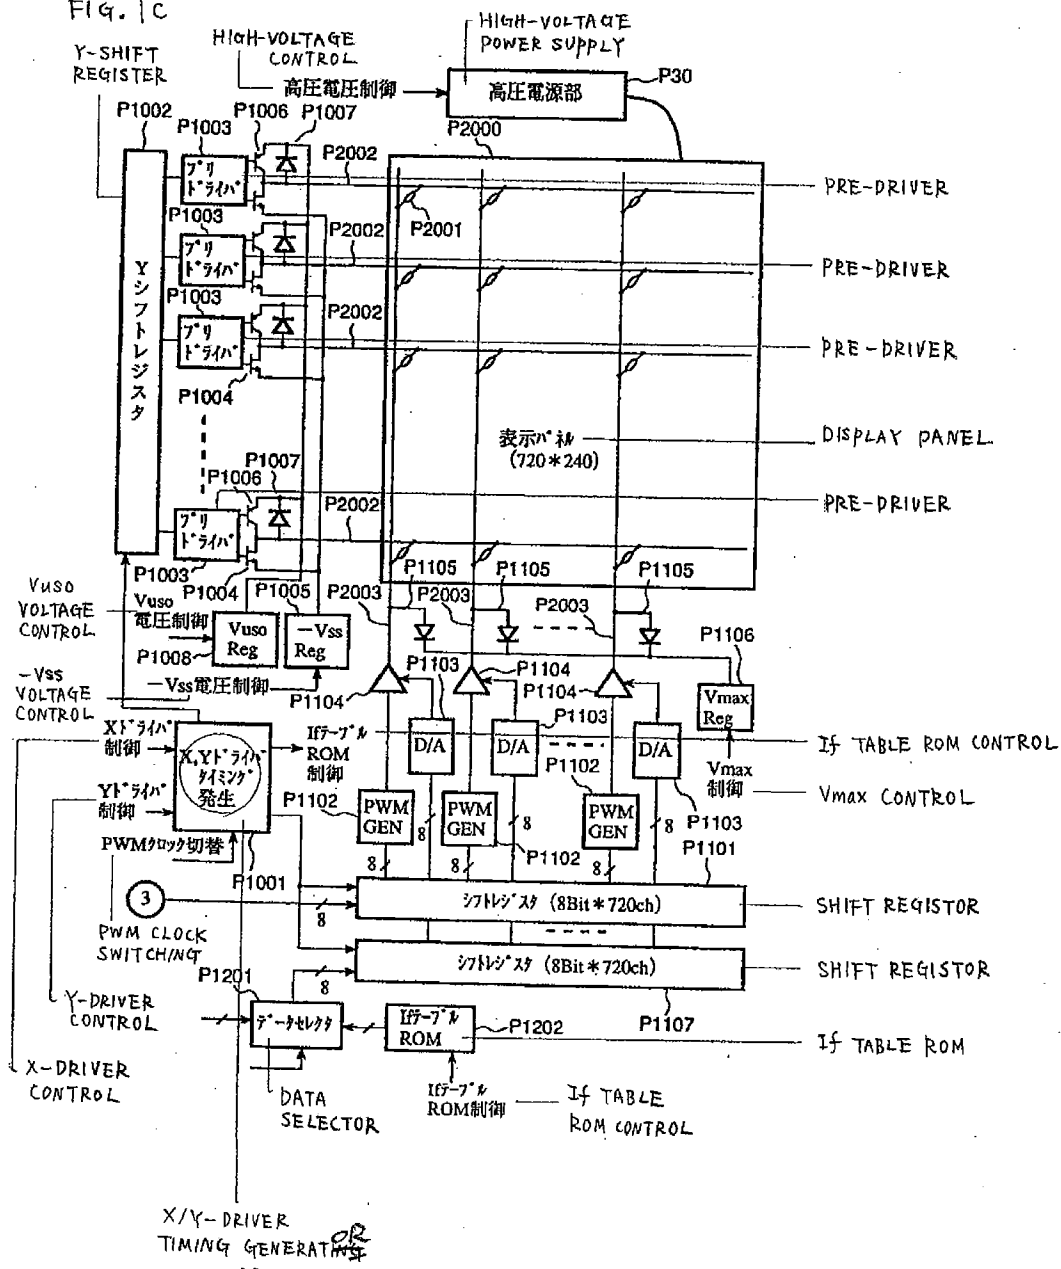 FIG. 1C
HIGH-VOLTAGE
POWER SUPPLY
HIGH-VOLTAGE
CONTROL
Y-SHIFT
REGISTER
高圧電圧制御
高圧電源部
P30
P1002
P1003
P1006
P1007
P2000
P2002
プリ
ドライバ
PRE-DRIVER
P2001
P1003
P2002
プリ
ドライバ
PRE-DRIVER
Yシフトレジスタ
P1003
P2002
プリ
ドライバ
PRE-DRIVER
P1004
表示パネル
(720*240)
DISPLAY PANEL
P1007
P1006
P2002
PRE-DRIVER
プリ
ドライバ
P1003
P1004
P1005
P2003
P1105
P2003
P1105
P2003
P1105
Vuso
VOLTAGE
CONTROL
Vuso
電圧制御
P1008
Vuso
Reg
-Vss
Reg
P1106
-Vss
VOLTAGE
CONTROL
-Vss電圧制御
P1104
P1103
P1104
P1104
Vmax
Reg
Xドライバ
制御
X,Yドライバ
タイミング
発生
Ifテーブル
ROM
制御
D/A
D/A
P1103
D/A
If TABLE ROM CONTROL
Vmax
制御
Vmax CONTROL
Yドライバ
制御
P1102
PWM
GEN
8
PWM
GEN
8
P1102
P1102
PWM
GEN
8
P1103
PWMクロック切替
P1001
8
8
8
P1101
3
8
シフトレジスタ (8Bit*720ch)
SHIFT REGISTOR
PWM CLOCK
SWITCHING
シフトレジスタ (8Bit*720ch)
SHIFT REGISTOR
P1201
8
P1107
Y-DRIVER
CONTROL
データセレクタ
Ifテーブル
ROM
P1202
If TABLE ROM
X-DRIVER
CONTROL
DATA
SELECTOR
Ifテーブル
ROM制御
If TABLE
ROM CONTROL
X/Y-DRIVER
TIMING GENERATOR